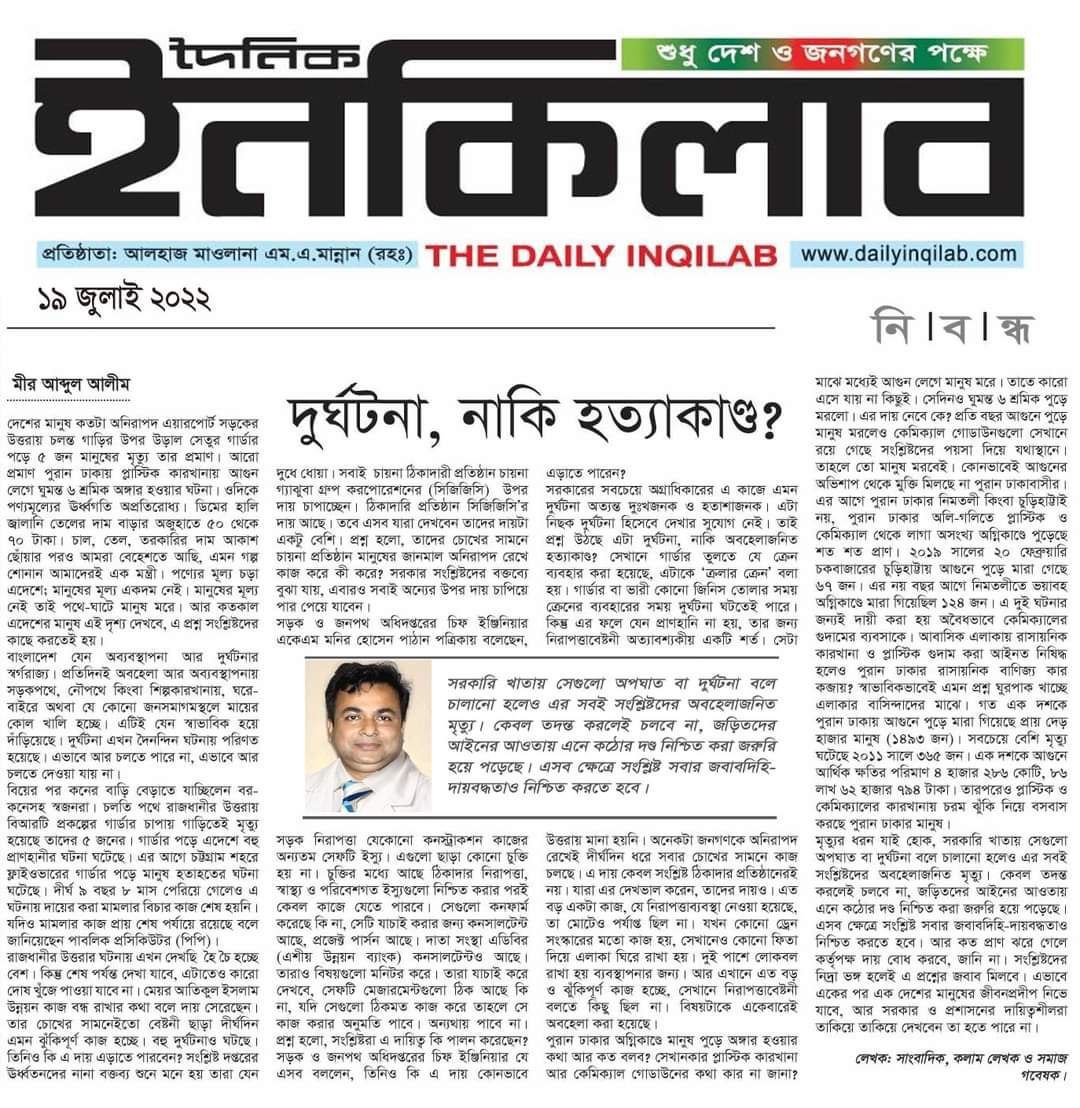 দৈনিক
ইনকিলাব
শুধু দেশ ও জনগণের পক্ষে
প্রতিষ্ঠাতা: আলহাজ মাওলানা এম.এ.মান্নান (রহঃ)
THE DAILY INQILAB
www.dailyinqilab.com
১৯ জুলাই ২০২২
নি।ব।ন্ধ
মীর আব্দুল আলীম
দুর্ঘটনা, নাকি হত্যাকাণ্ড?
দেশের মানুষ কতটা অনিরাপদ এয়ারপোর্ট সড়কের
উত্তরায় চলন্ত গাড়ির উপর উড়াল সেতুর গার্ডার
পড়ে ৫ জন মানুষের মৃত্যু তার প্রমাণ। আরো
প্রমাণ পুরান ঢাকায় প্লাস্টিক কারখানায় আগুন
লেগে ঘুমন্ত ৬ শ্রমিক অঙ্গার হওয়ার ঘটনা। ওদিকে
পণ্যমূল্যের ঊর্ধ্বগতি অপ্রতিরোধ্য। ডিমের হালি
জ্বালানি তেলের দাম বাড়ার অজুহাতে ৫০ থেকে
৭০ টাকা। চাল, তেল, তরকারির দাম আকাশ
ছোঁয়ার পরও আমরা বেহেশতে আছি, এমন গল্প
শোনান আমাদেরই এক মন্ত্রী। পণ্যের মূল্য চড়া
এদেশে; মানুষের মূল্য একদম নেই। মানুষের মূল্য
নেই তাই পথে-ঘাটে মানুষ মরে। আর কতকাল
এদেশের মানুষ এই দৃশ্য দেখবে, এ প্রশ্ন সংশ্লিষ্টদের
কাছে করতেই হয়।
বাংলাদেশ যেন অব্যবস্থাপনা আর দুর্ঘটনার
স্বর্গরাজ্য। প্রতিদিনই অবহেলা আর অব্যবস্থাপনায়
সড়কপথে, নৌপথে কিংবা শিল্পকারখানায়, ঘরে-
বাইরে অথবা যে কোনো জনসমাগমস্থলে মায়ের
কোল খালি হচ্ছে। এটিই যেন স্বাভাবিক হয়ে
দাঁড়িয়েছে। দুর্ঘটনা এখন দৈনন্দিন ঘটনায় পরিণত
হয়েছে। এভাবে আর চলতে পারে না, এভাবে আর
চলতে দেওয়া যায় না।
বিয়ের পর কনের বাড়ি বেড়াতে যাচ্ছিলেন বর-
কনেসহ স্বজনরা। চলতি পথে রাজধানীর উত্তরায়
বিআরটি প্রকল্পের গার্ডার চাপায় গাড়িতেই মৃত্যু
হয়েছে তাদের ৫ জনের। গার্ডার পড়ে এদেশে বহু
প্রাণহানীর ঘটনা ঘটেছে। এর আগে চট্টগ্রাম শহরে
ফ্লাইওভারের গার্ডার পড়ে মানুষ হতাহতের ঘটনা
ঘটেছে। দীর্ঘ ৯ বছর ৮ মাস পেরিয়ে গেলেও এ
ঘটনায় দায়ের করা মামলার বিচার কাজ শেষ হয়নি।
যদিও মামলার কাজ প্রায় শেষ পর্যায়ে রয়েছে বলে
জানিয়েছেন পাবলিক প্রসিকিউটর (পিপি)।
রাজধানীর উত্তরার ঘটনায় এখন দেখছি হৈ চৈ হচ্ছে
বেশ। কিন্তু শেষ পর্যন্ত দেখা যাবে, এটাতেও কারো
দোষ খুঁজে পাওয়া যাবে না। মেয়র আতিকুল ইসলাম
উন্নয়ন কাজ বন্ধ রাখার কথা বলে দায় সেরেছেন।
তার চোখের সামনেইতো বেষ্টনী ছাড়া দীর্ঘদিন
এমন ঝুঁকিপূর্ণ কাজ হচ্ছে। বহু দুর্ঘটনাও ঘটছে।
তিনিও কি এ দায় এড়াতে পারবেন? সংশ্লিষ্ট দপ্তরের
ঊর্ধ্বতনদের নানা বক্তব্য শুনে মনে হয় তারা যেন
দুধে ধোয়া। সবাই চায়না ঠিকাদারী প্রতিষ্ঠান চায়না
গ্যাঝুবা গ্রুপ করপোরেশনের (সিজিজিসি) উপর
দায় চাপাচ্ছেন। ঠিকাদারি প্রতিষ্ঠান সিজিজিসি’র
দায় আছে। তবে এসব যারা দেখবেন তাদের দায়টা
একটু বেশি। প্রশ্ন হলো, তাদের চোখের সামনে
চায়না প্রতিষ্ঠান মানুষের জানমাল অনিরাপদ রেখে
কাজ করে কী করে? সরকার সংশ্লিষ্টদের বক্তব্যে
বুঝা যায়, এবারও সবাই অন্যের উপর দায় চাপিয়ে
পার পেয়ে যাবেন।
সড়ক ও জনপথ অধিদপ্তরের চিফ ইঞ্জিনিয়ার
একেএম মনির হোসেন পাঠান পত্রিকায় বলেছেন,
সড়ক নিরাপত্তা যেকোনো কনস্ট্রাকশন কাজের
অন্যতম সেফটি ইস্যু। এগুলো ছাড়া কোনো চুক্তি
হয় না। চুক্তির মধ্যে আছে ঠিকাদার নিরাপত্তা,
স্বাস্থ্য ও পরিবেশগত ইস্যুগুলো নিশ্চিত করার পরই
কেবল কাজে যেতে পারবে। সেগুলো কনফার্ম
করেছে কি না, সেটি যাচাই করার জন্য কনসালটেন্ট
আছে, প্রজেক্ট পার্সন আছে। দাতা সংস্থা এডিবির
(এশীয় উন্নয়ন ব্যাংক) কনসালটেন্টও আছে।
তারাও বিষয়গুলো মনিটর করে। তারা যাচাই করে
দেখবে, সেফটি মেজারমেন্টগুলো ঠিক আছে কি
না, যদি সেগুলো ঠিকমত কাজ করে তাহলে সে
কাজ করার অনুমতি পাবে। অন্যথায় পাবে না।
প্রশ্ন হলো, সংশ্লিষ্টরা এ দায়িত্ব কি পালন করেছেন?
সড়ক ও জনপথ অধিদপ্তরের চিফ ইঞ্জিনিয়ার যে
এসব বললেন, তিনিও কি এ দায় কোনভাবে
এড়াতে পারেন?
সরকারের সবচেয়ে অগ্রাধিকারের এ কাজে এমন
দুর্ঘটনা অত্যন্ত দুঃখজনক ও হতাশাজনক। এটা
নিছক দুর্ঘটনা হিসেবে দেখার সুযোগ নেই। তাই
প্রশ্ন উঠছে এটা দুর্ঘটনা, নাকি অবহেলাজনিত
হত্যাকাণ্ড? সেখানে গার্ডার তুলতে যে ক্রেন
ব্যবহার করা হয়েছে, এটাকে ‘ক্রলার ক্রেন’ বলা
হয়। গার্ডার বা ভারী কোনো জিনিস তোলার সময়
ক্রেনের ব্যবহারের সময় দুর্ঘটনা ঘটতেই পারে।
কিন্তু এর ফলে যেন প্রাণহানি না হয়, তার জন্য
নিরাপত্তাবেষ্টনী অত্যাবশ্যকীয় একটি শর্ত। সেটা
উত্তরায় মানা হয়নি। অনেকটা জনগণকে অনিরাপদ
রেখেই দীর্ঘদিন ধরে সবার চোখের সামনে কাজ
চলছে। এ দায় কেবল সংশ্লিষ্ট ঠিকাদার প্রতিষ্ঠানেরই
নয়। যারা এর দেখভাল করেন, তাদের দায়ও। এত
বড় একটা কাজ, যে নিরাপত্তাব্যবস্থা নেওয়া হয়েছে,
তা মোটেও পর্যাপ্ত ছিল না। যখন কোনো ড্রেন
সংস্কারের মতো কাজ হয়, সেখানেও কোনো ফিতা
দিয়ে এলাকা ঘিরে রাখা হয়। দুই পাশে লোকবল
রাখা হয় ব্যবস্থাপনার জন্য। আর এখানে এত বড়
ও ঝুঁকিপূর্ণ কাজ হচ্ছে, সেখানে নিরাপত্তাবেষ্টনী
বলতে কিছু ছিল না। বিষয়টাকে একেবারেই
অবহেলা করা হয়েছে।
পুরান ঢাকার অগ্নিকাণ্ডে মানুষ পুড়ে অঙ্গার হওয়ার
কথা আর কত বলব? সেখানকার প্লাস্টিক কারখানা
আর কেমিক্যাল গোডাউনের কথা কার না জানা?
সরকারি খাতায় সেগুলো অপঘাত বা দুর্ঘটনা বলে
চালানো হলেও এর সবই সংশ্লিষ্টদের অবহেলাজনিত
মৃত্যু। কেবল তদন্ত করলেই চলবে না, জড়িতদের
আইনের আওতায় এনে কঠোর দণ্ড নিশ্চিত করা জরুরি
হয়ে পড়েছে। এসব ক্ষেত্রে সংশ্লিষ্ট সবার জবাবদিহি-
দায়বদ্ধতাও নিশ্চিত করতে হবে।
মাঝে মধ্যেই আগুন লেগে মানুষ মরে। তাতে কারো
এসে যায় না কিছুই। সেদিনও ঘুমন্ত ৬ শ্রমিক পুড়ে
মরলো। এর দায় নেবে কে? প্রতি বছর আগুনে পুড়ে
মানুষ মরলেও কেমিক্যাল গোডাউনগুলো সেখানে
রয়ে গেছে সংশ্লিষ্টদের পয়সা দিয়ে যথাস্থানে।
তাহলে তো মানুষ মরবেই। কোনভাবেই আগুনের
অভিশাপ থেকে মুক্তি মিলছে না পুরান ঢাকাবাসীর।
এর আগে পুরান ঢাকার নিমতলী কিংবা চুড়িহাট্টাই
নয়, পুরান ঢাকার অলি-গলিতে প্লাস্টিক ও
কেমিক্যাল থেকে লাগা অসংখ্য অগ্নিকাণ্ডে পুড়েছে
শত শত প্রাণ। ২০১৯ সালের ২০ ফেব্রুয়ারি
চকবাজারের চুড়িহাট্টায় আগুনে পুড়ে মারা গেছে
৬৭ জন। এর নয় বছর আগে নিমতলীতে ভয়াবহ
অগ্নিকাণ্ডে মারা গিয়েছিল ১২৪ জন। এ দুই ঘটনার
জন্যই দায়ী করা হয় অবৈধভাবে কেমিক্যালের
গুদামের ব্যবসাকে। আবাসিক এলাকায় রাসায়নিক
কারখানা ও প্লাস্টিক গুদাম করা আইনত নিষিদ্ধ
হলেও পুরান ঢাকার রাসায়নিক বাণিজ্য কার
কজায়? স্বাভাবিকভাবেই এমন প্রশ্ন ঘুরপাক খাচ্ছে
এলাকার বাসিন্দাদের মাঝে। গত এক দশকে
পুরান ঢাকায় আগুনে পুড়ে মারা গিয়েছে প্রায় দেড়
হাজার মানুষ (১৪৯৩ জন)। সবচেয়ে বেশি মৃত্যু
ঘটেছে ২০১১ সালে ৩৬৫ জন। এক দশকে আগুনে
আর্থিক ক্ষতির পরিমাণ ৪ হাজার ২৮৬ কোটি, ৮৬
লাখ ৬২ হাজার ৭৯৪ টাকা। তারপরেও প্লাস্টিক ও
কেমিক্যালের কারখানায় চরম ঝুঁকি নিয়ে বসবাস
করছে পুরান ঢাকার মানুষ।
মৃত্যুর ধরন যাই হোক, সরকারি খাতায় সেগুলো
অপঘাত বা দুর্ঘটনা বলে চালানো হলেও এর সবই
সংশ্লিষ্টদের অবহেলাজনিত মৃত্যু। কেবল তদন্ত
করলেই চলবে না, জড়িতদের আইনের আওতায়
এনে কঠোর দণ্ড নিশ্চিত করা জরুরি হয়ে পড়েছে।
এসব ক্ষেত্রে সংশ্লিষ্ট সবার জবাবদিহি-দায়বদ্ধতাও
নিশ্চিত করতে হবে। আর কত প্রাণ ঝরে গেলে
কর্তৃপক্ষ দায় বোধ করবে, জানি না। সংশ্লিষ্টদের
নিদ্রা ভঙ্গ হলেই এ প্রশ্নের জবাব মিলবে। এভাবে
একের পর এক দেশের মানুষের জীবনপ্রদীপ নিভে
যাবে, আর সরকার ও প্রশাসনের দায়িত্বশীলরা
তাকিয়ে তাকিয়ে দেখবেন তা হতে পারে না।
লেখক: সাংবাদিক, কলাম লেখক ও সমাজ
গবেষক।